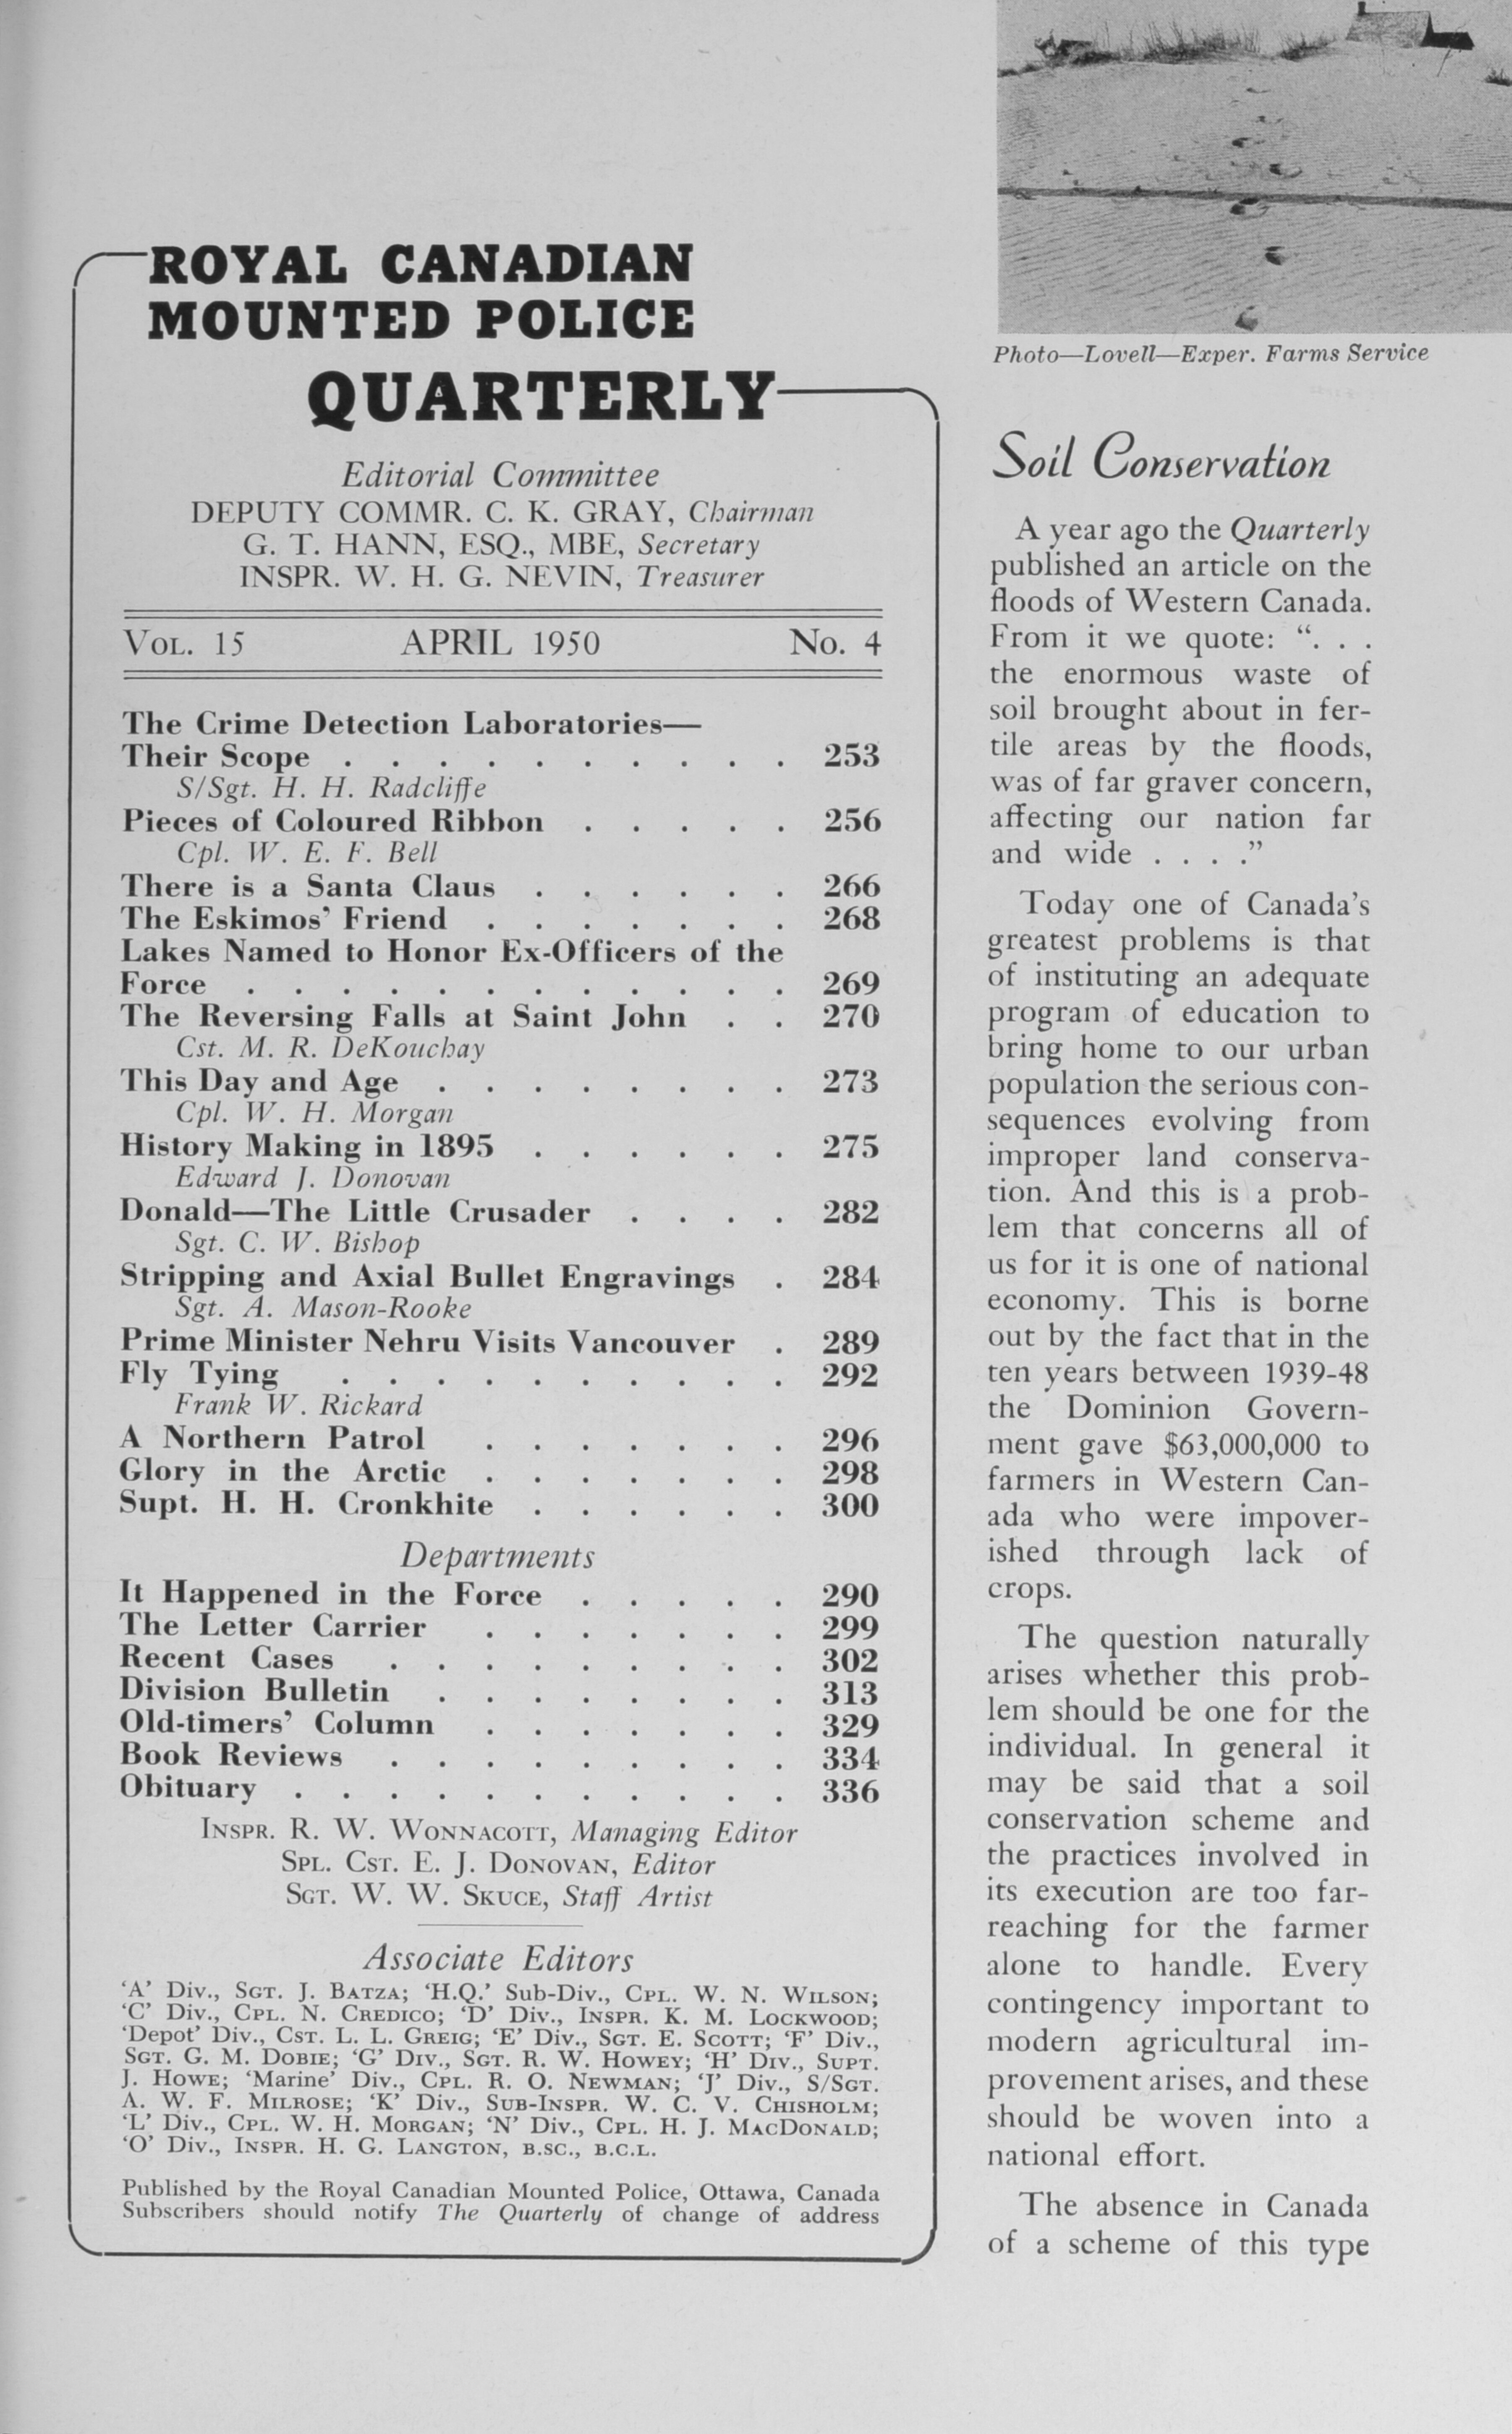 ROYAL CANADIAN
MOUNTED POLICE
QUARTERLY
Editorial Committee
DEPUTY COMMR. C. K. GRAY, Chairman
G. T. HANN, ESQ., MBE, Secretary
INSPR. W. H. G. NEVIN, Treasurer
VOL. 15 APRIL 1950 No. 4
The Crime Detection Laboratories—
Their Scope . . . . . . . . . . 253
S/Sgt. H. H. Radcliffe
Pieces of Coloured Ribbon . . . . . 256
Cpl. W. E. F. Bell
There is a Santa Claus . . . . . . 266
The Eskimos' Friend . . . . . . . 268
Lakes Named to Honor Ex-Officers of the
Force . . . . . . . . . . . . 269
The Reversing Falls at Saint John . . 270
Cst. M. R. DeKouchay
This Day and Age . . . . . . . . 273
Cpl. W. H. Morgan
History Making in 1895 . . . . . . 275
Edward J. Donovan
Donald—The Little Crusader . . . . 282
Sgt. C. W. Bishop
Stripping and Axial Bullet Engravings . 284
Sgt. A. Mason-Rooke
Prime Minister Nehru Visits Vancouver . 289
Fly Tying . . . . . . . . . . 292
Frank W. Rickard
A Northern Patrol . . . . . . . 296
Glory in the Arctic . . . . . . . 298
Supt. H. H. Cronkhite . . . . . . 300
Departments
It Happened in the Force . . . . . 290
The Letter Carrier . . . . . . . 299
Recent Cases . . . . . . . . . 302
Division Bulletin . . . . . . . . 313
Old-timers' Column . . . . . . . 329
Book Reviews . . . . . . . . . 334
Obituary . . . . . . . . . . . 336
INSPR. R. W. WONNACOTT, Managing Editor
SPL. CST. E. J. DONOVAN, Editor
SGT. W. W. SKUCE, Staff Artist
Associate Editors
'A' Div., SGT. J. BATZA; 'H.Q.' Sub-Div., CPL. W. N. WILSON;
'C' Div., CPL. N. CREDICO; 'D' Div., INSPR. K. M. LOCKWOOD;
'Depot' Div., CST. L. L. GREIG; 'E' Div., SGT. E. SCOTT; 'F' Div.,
SGT. G. M. DOBIE; 'G' DIV., SGT. R. W. HOWEY; 'H' DIV., SUPT.
J. HOWE; 'Marine' Div., CPL. R. O. NEWMAN; 'J' Div., S/SGT.
A. W. F. MILROSE; 'K' Div., SUB-INSPR. W. C. V. CHISHOLM;
'L' Div., CPL. W. H. MORGAN; 'N' Div., CPL. H. J. MACDONALD;
'O' Div., INSPR. H. G. LANGTON, B.SC., B.C.L.
Published by the Royal Canadian Mounted Police, Ottawa, Canada
Subscribers should notify The Quarterly of change of address
Photo—Lovell—Exper. Farms Service
Soil Conservation
A year ago the Quarterly
published an article on the
floods of Western Canada.
From it we quote: “. . .
the enormous waste of
soil brought about in fer-
tile areas by the floods,
was of far graver concern,
affecting our nation far
and wide . . . .”
Today one of Canada's
greatest problems is that
of instituting an adequate
program of education to
bring home to our urban
population the serious con-
sequences evolving from
improper land conserva-
tion. And this is a prob-
lem that concerns all of
us for it is one of national
economy. This is borne
out by the fact that in the
ten years between 1939-48
the Dominion Govern-
ment gave $63,000,000 to
farmers in Western Can-
ada who were impover-
ished through lack of
crops.
The question naturally
arises whether this prob-
lem should be one for the
individual. In general it
may be said that a soil
conservation scheme and
the practices involved in
its execution are too far-
reaching for the farmer
alone to handle. Every
contingency important to
modern agricultural im-
provement arises, and these
should be woven into a
national effort.
The absence in Canada
of a scheme of this type